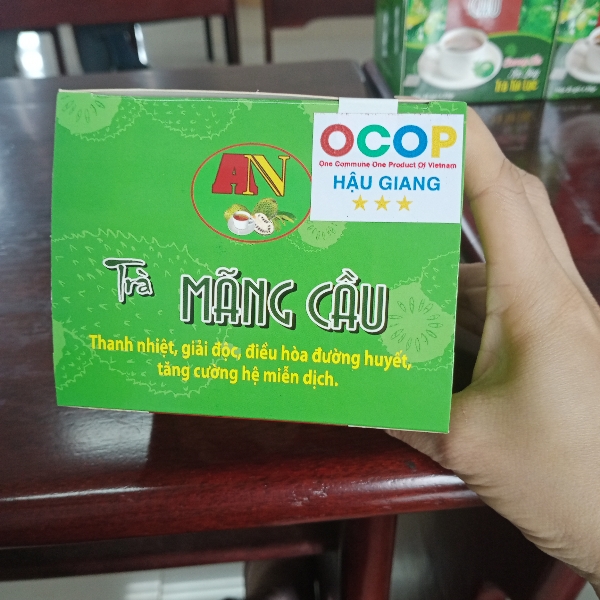 OCOP
One Commune One Product Of Vietnam
HẬU GIANG
AN
Trà MÃNG CẦU
Thanh nhiệt, giải độc, điều hòa đường huyết,
tăng cường hệ miễn dịch.